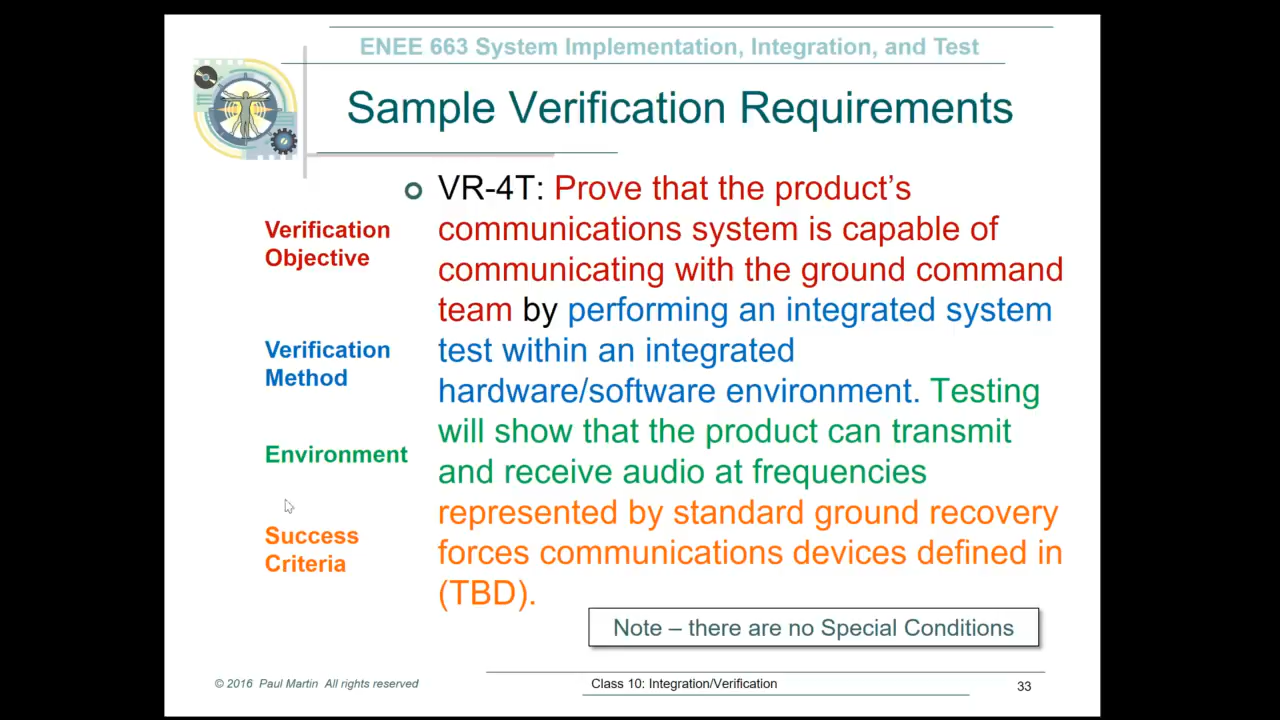 ENEE 663 System Implementation, Integration, and Test
Sample Verification Requirements
VR-4T: Prove that the product’s
communications system is capable of
communicating with the ground command
team by performing an integrated system
test within an integrated
hardware/software environment. Testing
will show that the product can transmit
and receive audio at frequencies
represented by standard ground recovery
forces communications devices defined in
(TBD).
Verification
Objective
Verification
Method
Environment
Success
Criteria
Note – there are no Special Conditions
© 2016 Paul Martin All rights reserved
Class 10: Integration/Verification
33